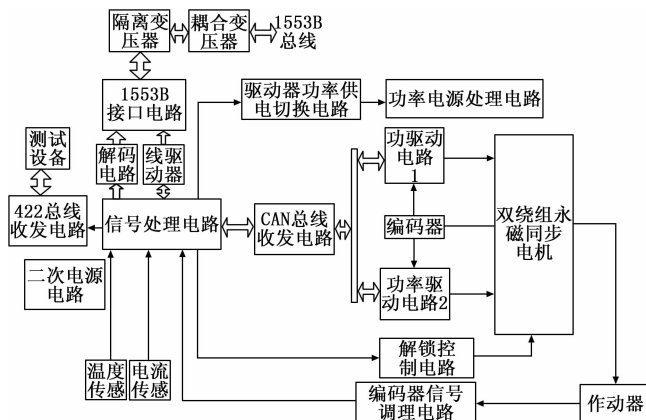 隔离变
压器
耦合变
压器
1553B
总线
1553B
接口电路
驱动器功率供
电切换电路
功率电源处理电路
测试
设备
解码
电路
线驱
动器
功驱动
电路
1
422总线
收发电路
信号处理电路
CAN总线
收发电路
编码器
双绕组永
磁同步
电机
二次电源
电路
功率驱
动电路2
温度
传感
电流
传感
解锁控
制电路
编码器信号
调理电路
作动器